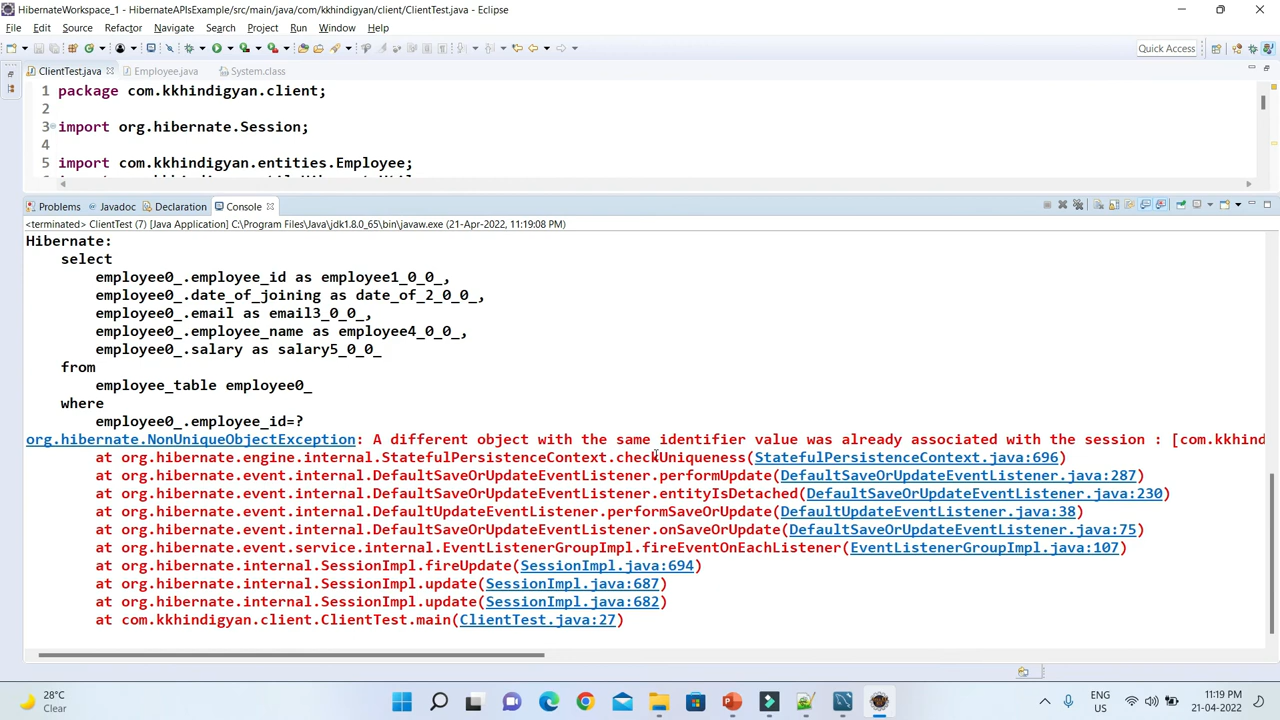 HibernateWorkspace_1 - HibernateAPIsExample/src/main/java/com/kkhindigyan/client/ClientTest.java - Eclipse
File Edit Source Refactor Navigate Search Project Run Window Help
Quick Access
ClientTest.java Employee.java System.class
1 package com.kkhindigyan.client;
2
3 import org.hibernate.Session;
4
5 import com.kkhindigyan.entities.Employee;
Problems Javadoc Declaration Console
<terminated> ClientTest (7) [Java Application] C:\Program Files\Java\jdk1.8.0_65\bin\javaw.exe (21-Apr-2022, 11:19:08 PM)
Hibernate:
select
employee0_.employee_id as employee1_0_0_,
employee0_.date_of_joining as date_of_2_0_0_,
employee0_.email as email3_0_0_,
employee0_.employee_name as employee4_0_0_,
employee0_.salary as salary5_0_0_
from
employee_table employee0_
where
employee0_.employee_id=?
org.hibernate.NonUniqueObjectException: A different object with the same identifier value was already associated with the session : [com.kkhind
at org.hibernate.engine.internal.StatefulPersistenceContext.checkUniqueness(StatefulPersistenceContext.java:696)
at org.hibernate.event.internal.DefaultSaveOrUpdateEventListener.performUpdate(DefaultSaveOrUpdateEventListener.java:287)
at org.hibernate.event.internal.DefaultSaveOrUpdateEventListener.entityIsDetached(DefaultSaveOrUpdateEventListener.java:230)
at org.hibernate.event.internal.DefaultUpdateEventListener.performSaveOrUpdate(DefaultUpdateEventListener.java:38)
at org.hibernate.event.internal.DefaultSaveOrUpdateEventListener.onSaveOrUpdate(DefaultSaveOrUpdateEventListener.java:75)
at org.hibernate.event.service.internal.EventListenerGroupImpl.fireEventOnEachListener(EventListenerGroupImpl.java:107)
at org.hibernate.internal.SessionImpl.fireUpdate(SessionImpl.java:694)
at org.hibernate.internal.SessionImpl.update(SessionImpl.java:687)
at org.hibernate.internal.SessionImpl.update(SessionImpl.java:682)
at com.kkhindigyan.client.ClientTest.main(ClientTest.java:27)
28°C
Clear
ENG
US
11:19 PM
21-04-2022